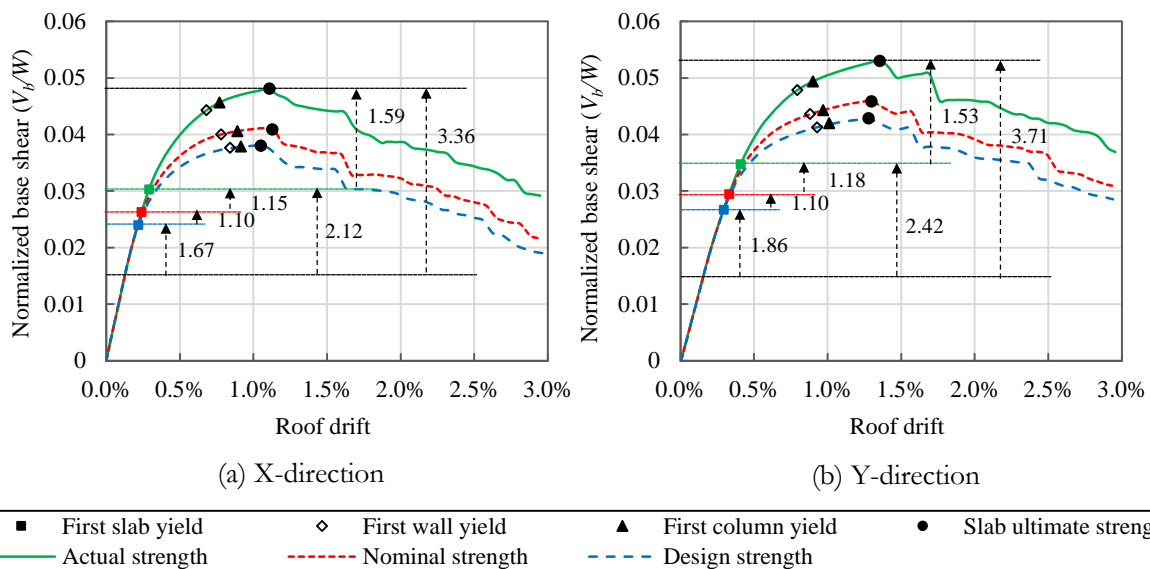 Normalized base shear (V_b/W)
0.06
0.05
0.04
0.03
0.02
0.01
0
1.59
3.36
1.15
1.10
2.12
1.67
0.0% 0.5% 1.0% 1.5% 2.0% 2.5% 3.0%
Roof drift
(a) X-direction
Normalized base shear (V_b/W)
0.06
0.05
0.04
0.03
0.02
0.01
0
1.53
3.71
1.18
1.10
2.42
1.86
0.0% 0.5% 1.0% 1.5% 2.0% 2.5% 3.0%
Roof drift
(b) Y-direction
First slab yield First wall yield First column yield Slab ultimate streng
Actual strength Nominal strength Design strength